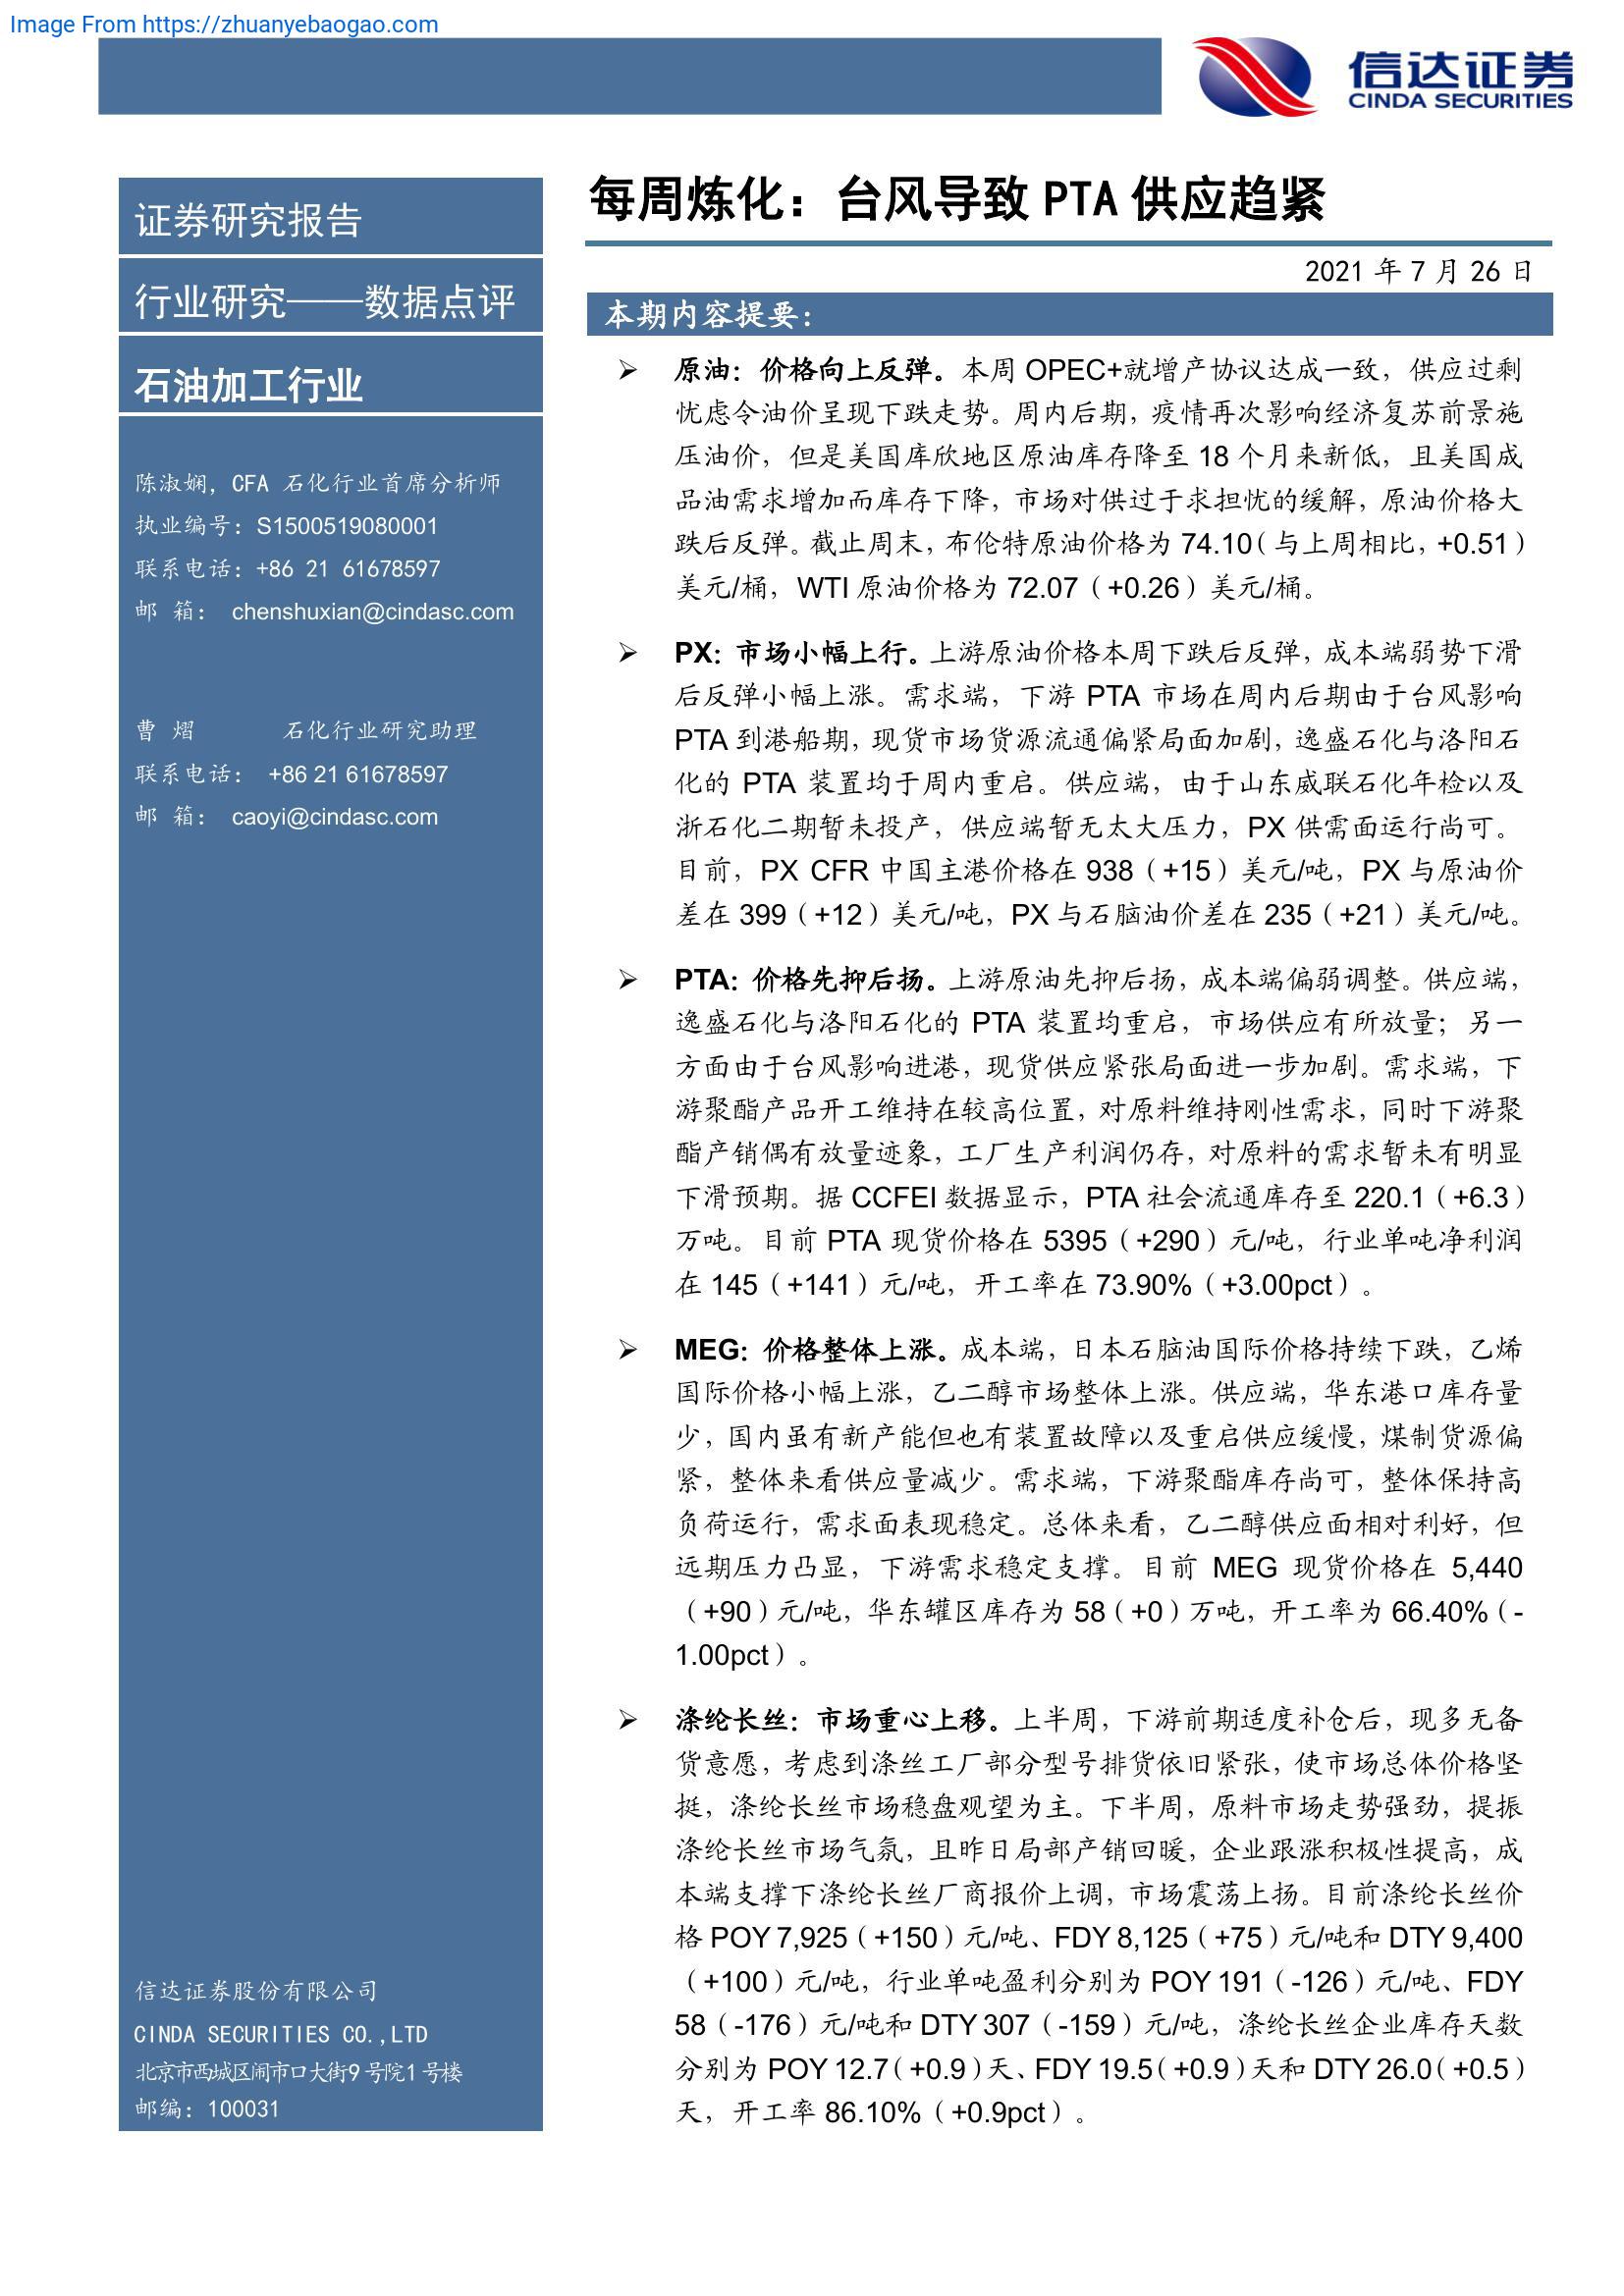 Image From https://zhuanyebaogao.com
信达证券
CINDA SECURITIES
证券研究报告
行业研究——数据点评
石油加工行业
陈淑娴，CFA 石化行业首席分析师
执业编号：S1500519080001
联系电话：+86 21 61678597
邮 箱： chenshuxian@cindasc.com
曹 熠 石化行业研究助理
联系电话： +86 21 61678597
邮 箱： caoyi@cindasc.com
信达证券股份有限公司
CINDA SECURITIES CO.,LTD
北京市西城区闹市口大街9号院1号楼
邮编：100031
每周炼化：台风导致 PTA 供应趋紧
2021 年 7 月 26 日
本期内容提要：
➢ 原油：价格向上反弹。本周 OPEC+就增产协议达成一致，供应过剩
忧虑令油价呈现下跌走势。周内后期，疫情再次影响经济复苏前景施
压油价，但是美国库欣地区原油库存降至 18 个月来新低，且美国成
品油需求增加而库存下降，市场对供过于求担忧的缓解，原油价格大
跌后反弹。截止周末，布伦特原油价格为 74.10（与上周相比，+0.51）
美元/桶，WTI 原油价格为 72.07（+0.26）美元/桶。
➢ PX：市场小幅上行。上游原油价格本周下跌后反弹，成本端弱势下滑
后反弹小幅上涨。需求端，下游 PTA 市场在周内后期由于台风影响
PTA 到港船期，现货市场货源流通偏紧局面加剧，逸盛石化与洛阳石
化的 PTA 装置均于周内重启。供应端，由于山东威联石化年检以及
浙石化二期暂未投产，供应端暂无太大压力，PX 供需面运行尚可。
目前，PX CFR 中国主港价格在 938（+15）美元/吨，PX 与原油价
差在 399（+12）美元/吨，PX 与石脑油价差在 235（+21）美元/吨。
➢ PTA：价格先抑后扬。上游原油先抑后扬，成本端偏弱调整。供应端，
逸盛石化与洛阳石化的 PTA 装置均重启，市场供应有所放量；另一
方面由于台风影响进港，现货供应紧张局面进一步加剧。需求端，下
游聚酯产品开工维持在较高位置，对原料维持刚性需求，同时下游聚
酯产销偶有放量迹象，工厂生产利润仍存，对原料的需求暂未有明显
下滑预期。据 CCFEI 数据显示，PTA 社会流通库存至 220.1（+6.3）
万吨。目前 PTA 现货价格在 5395（+290）元/吨，行业单吨净利润
在 145（+141）元/吨，开工率在 73.90%（+3.00pct）。
➢ MEG：价格整体上涨。成本端，日本石脑油国际价格持续下跌，乙烯
国际价格小幅上涨，乙二醇市场整体上涨。供应端，华东港口库存量
少，国内虽有新产能但也有装置故障以及重启供应缓慢，煤制货源偏
紧，整体来看供应量减少。需求端，下游聚酯库存尚可，整体保持高
负荷运行，需求面表现稳定。总体来看，乙二醇供应面相对利好，但
远期压力凸显，下游需求稳定支撑。目前 MEG 现货价格在 5,440
（+90）元/吨，华东罐区库存为 58（+0）万吨，开工率为 66.40%（-
1.00pct）。
➢ 涤纶长丝：市场重心上移。上半周，下游前期适度补仓后，现多无备
货意愿，考虑到涤丝工厂部分型号排货依旧紧张，使市场总体价格坚
挺，涤纶长丝市场稳盘观望为主。下半周，原料市场走势强劲，提振
涤纶长丝市场气氛，且昨日局部产销回暖，企业跟涨积极性提高，成
本端支撑下涤纶长丝厂商报价上调，市场震荡上扬。目前涤纶长丝价
格 POY 7,925（+150）元/吨、FDY 8,125（+75）元/吨和 DTY 9,400
（+100）元/吨，行业单吨盈利分别为 POY 191（-126）元/吨、FDY
58（-176）元/吨和 DTY 307（-159）元/吨，涤纶长丝企业库存天数
分别为 POY 12.7（+0.9）天、FDY 19.5（+0.9）天和 DTY 26.0（+0.5）
天，开工率 86.10%（+0.9pct）。